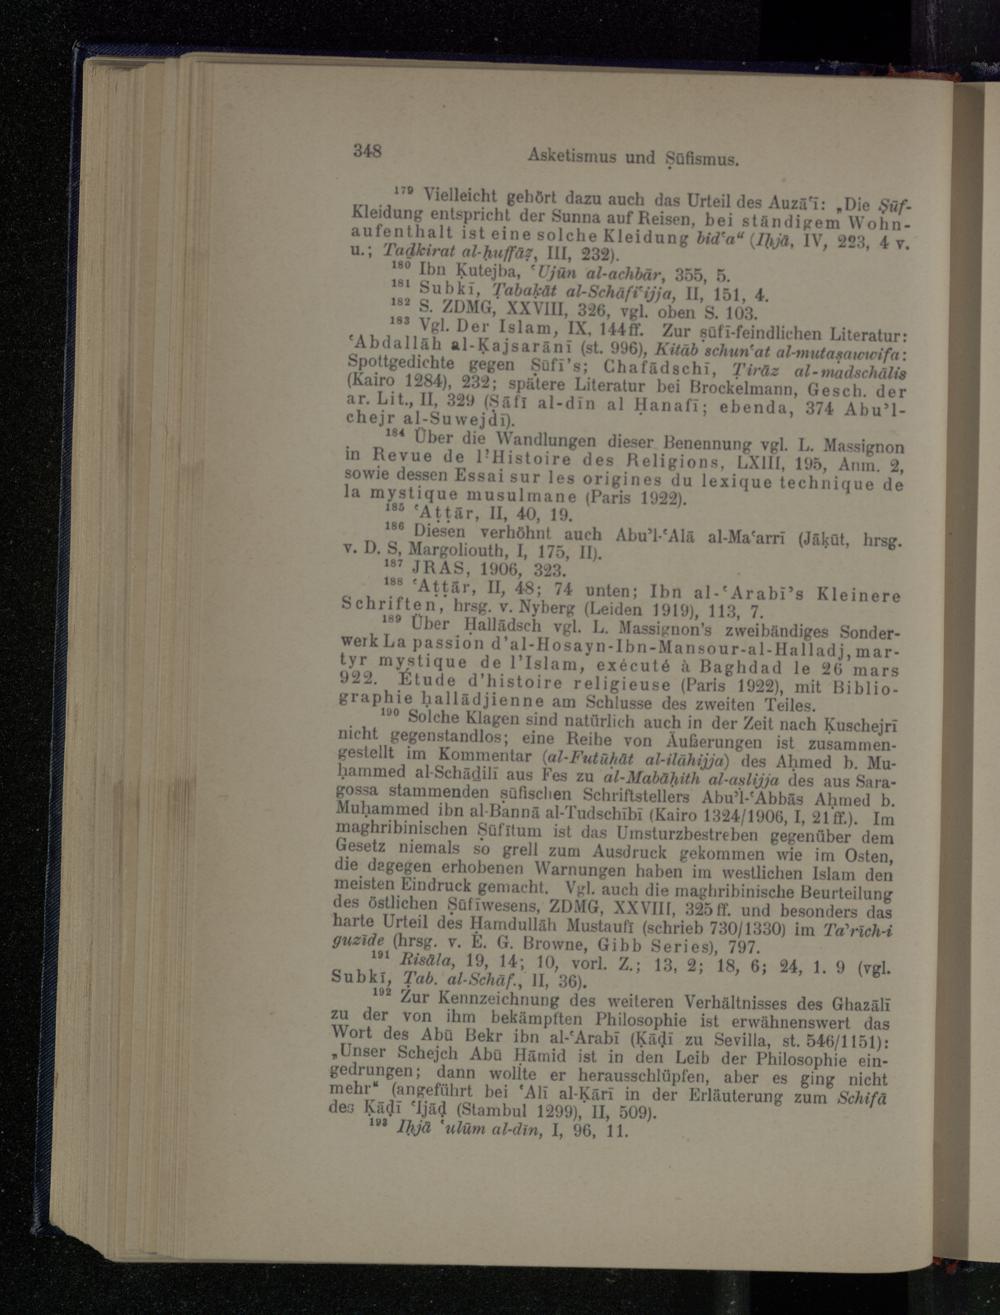 348 Asketismus und Ṣūfismus.
¹⁷⁹ Vielleicht gehört dazu auch das Urteil des Auzāʿī: „Die Ṣūf-
Kleidung entspricht der Sunna auf Reisen, bei ständigem Wohn-
aufenthalt ist eine solche Kleidung bidʿa“ (Iḥjā, IV, 223, 4 v.
u.; Taḏkirat al-ḥuffāẓ, III, 232).
¹⁸⁰ Ibn Ḳutejba, ʿUjūn al-achbār, 355, 5.
¹⁸¹ Subkī, Ṭabaḳāt al-Schāfiʿijja, II, 151, 4.
¹⁸² S. ZDMG, XXVIII, 326, vgl. oben S. 103.
¹⁸³ Vgl. Der Islam, IX, 144ff. Zur ṣūfī-feindlichen Literatur:
ʿAbdallāh al-Ḳajsarānī (st. 996), Kitāb schunʿat al-mutaṣawwifa:
Spottgedichte gegen Ṣūfī's; Chafādschī, Ṭirāz al-madschālis
(Kairo 1284), 232; spätere Literatur bei Brockelmann, Gesch. der
ar. Lit., II, 329 (Ṣāfī al-dīn al Ḥanafī; ebenda, 374 Abu’l-
chejr al-Suwejdī).
¹⁸⁴ Über die Wandlungen dieser Benennung vgl. L. Massignon
in Revue de l’Histoire des Religions, LXIII, 195, Anm. 2,
sowie dessen Essai sur les origines du lexique technique de
la mystique musulmane (Paris 1922).
¹⁸⁵ ʿAṭṭār, II, 40, 19.
¹⁸⁶ Diesen verhöhnt auch Abu’l-ʿAlā al-Maʿarrī (Jāḳūt, hrsg.
v. D. S, Margoliouth, I, 175, II).
¹⁸⁷ JRAS, 1906, 323.
¹⁸⁸ ʿAṭṭār, II, 48; 74 unten; Ibn al-ʿArabī’s Kleinere
Schriften, hrsg. v. Nyberg (Leiden 1919), 113, 7.
¹⁸⁹ Über Ḥallādsch vgl. L. Massignon’s zweibändiges Sonder-
werk La passion d’al-Hosayn-Ibn-Mansour-al-Halladj, mar-
tyr mystique de l’Islam, exécuté à Baghdad le 26 mars
922. Étude d’histoire religieuse (Paris 1922), mit Biblio-
graphie ḥallādjienne am Schlusse des zweiten Teiles.
¹⁹⁰ Solche Klagen sind natürlich auch in der Zeit nach Ḳuschejrī
nicht gegenstandlos; eine Reihe von Äußerungen ist zusammen-
gestellt im Kommentar (al-Futūḥāt al-ilāhijja) des Aḥmed b. Mu-
ḥammed al-Schāḏilī aus Fes zu al-Mabāḥith al-aslijja des aus Sara-
gossa stammenden ṣūfischen Schriftstellers Abu’l-ʿAbbās Aḥmed b.
Muḥammed ibn al-Bannā al-Tudschībī (Kairo 1324/1906, I, 21 ff.). Im
maghribinischen Ṣūfītum ist das Umsturzbestreben gegenüber dem
Gesetz niemals so grell zum Ausdruck gekommen wie im Osten,
die dagegen erhobenen Warnungen haben im westlichen Islam den
meisten Eindruck gemacht. Vgl. auch die maghribinische Beurteilung
des östlichen Ṣūfīwesens, ZDMG, XXVIII, 325 ff. und besonders das
harte Urteil des Ḥamdullāh Mustaufī (schrieb 730/1330) im Taʾrīch-i
guzīde (hrsg. v. E. G. Browne, Gibb Series), 797.
¹⁹¹ Risāla, 19, 14; 10, vorl. Z.; 13, 2; 18, 6; 24, 1. 9 (vgl.
Subkī, Ṭab. al-Schāf., II, 36).
¹⁹² Zur Kennzeichnung des weiteren Verhältnisses des Ghazālī
zu der von ihm bekämpften Philosophie ist erwähnenswert das
Wort des Abū Bekr ibn al-ʿArabī (Ḳāḍī zu Sevilla, st. 546/1151):
„Unser Schejch Abū Ḥāmid ist in den Leib der Philosophie ein-
gedrungen; dann wollte er herausschlüpfen, aber es ging nicht
mehr“ (angeführt bei ʿAlī al-Ḳārī in der Erläuterung zum Schifā
des Ḳāḍī ʿIjāḍ (Stambul 1299), II, 509).
¹⁹³ Iḥjā ʿulūm al-dīn, I, 96, 11.